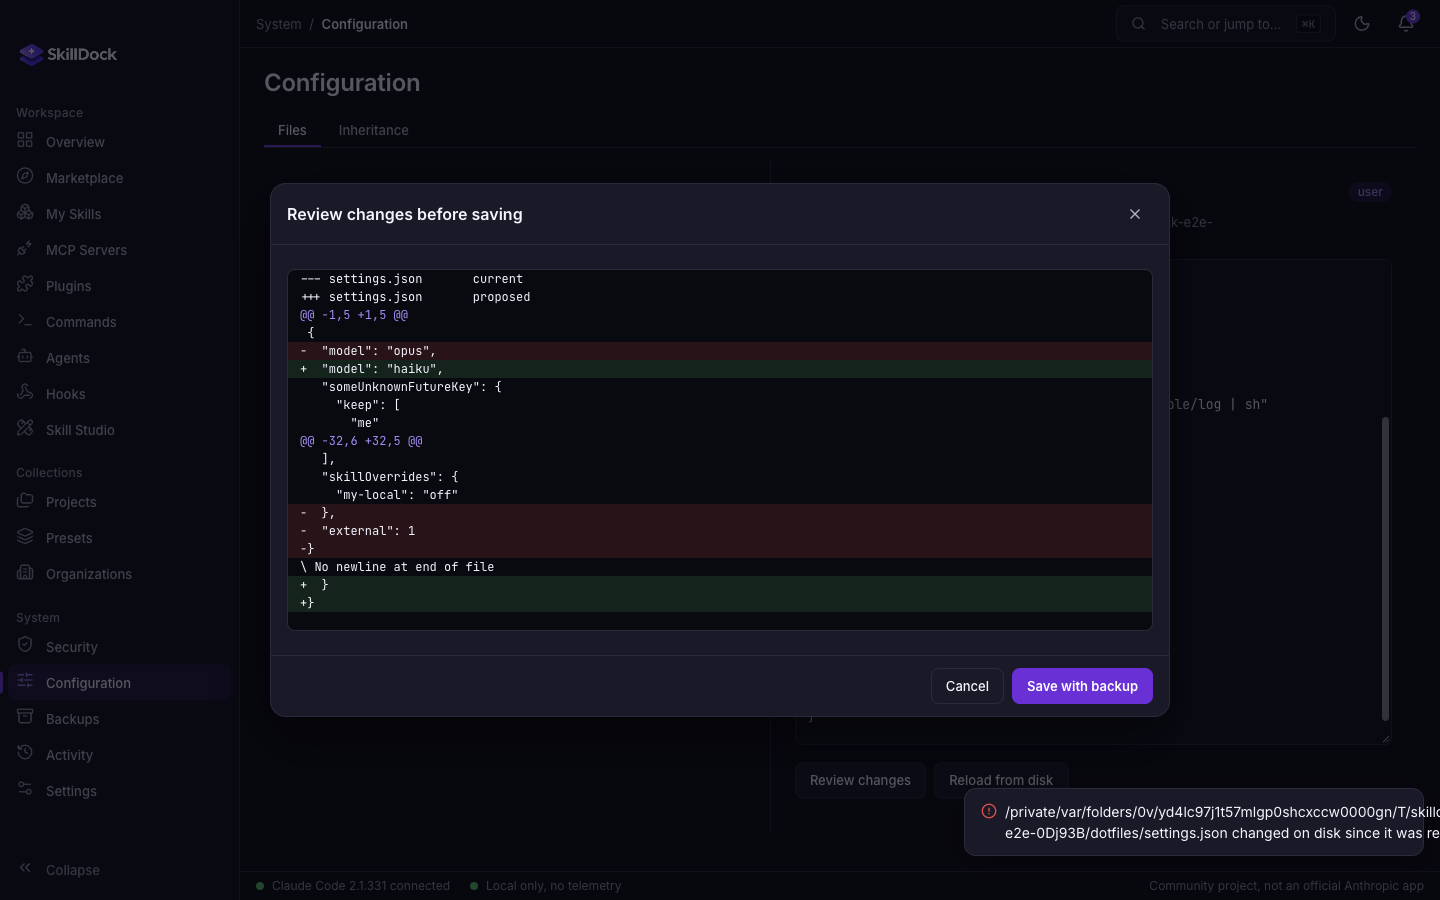 SkillDock
System / Configuration
Search or jump to...
⌘K
3
Workspace
Overview
Marketplace
My Skills
MCP Servers
Plugins
Commands
Agents
Hooks
Skill Studio
Collections
Projects
Presets
Organizations
System
Security
Configuration
Backups
Activity
Settings
Collapse
Configuration
Files
Inheritance
user
k-e2e-
ole/log | sh"
Review changes before saving
--- settings.json       current
+++ settings.json       proposed
@@ -1,5 +1,5 @@
 {
-  "model": "opus",
+  "model": "haiku",
   "someUnknownFutureKey": {
     "keep": [
       "me"
@@ -32,6 +32,5 @@
   ],
   "skillOverrides": {
     "my-local": "off"
-  },
-  "external": 1
-}
\ No newline at end of file
+  }
+}
Cancel
Save with backup
Review changes
Reload from disk
/private/var/folders/0v/yd4lc97j1t57mlgp0shcxccw0000gn/T/skilld
e2e-0Dj93B/dotfiles/settings.json changed on disk since it was re
Claude Code 2.1.331 connected
Local only, no telemetry
Community project, not an official Anthropic app